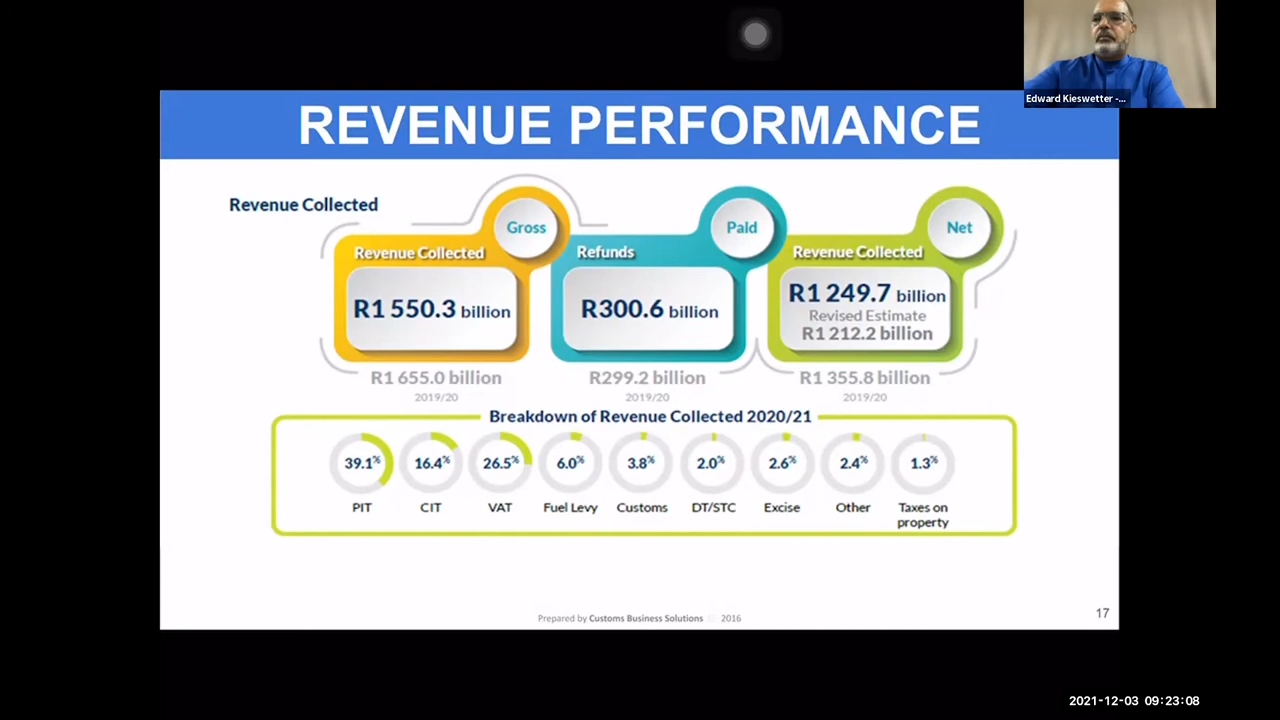 Edward Kieswetter -...
REVENUE PERFORMANCE
Revenue Collected
Gross
Paid
Net
Revenue Collected
Refunds
Revenue Collected
R1 550.3 billion
R300.6 billion
R1 249.7 billion
Revised Estimate
R1 212.2 billion
R1 655.0 billion
R299.2 billion
R1 355.8 billion
2019/20
2019/20
2019/20
Breakdown of Revenue Collected 2020/21
39.1%
16.4%
26.5%
6.0%
3.8%
2.0%
2.6%
2.4%
1.3%
PIT
CIT
VAT
Fuel Levy
Customs
DT/STC
Excise
Other
Taxes on
property
Prepared by Customs Business Solutions © 2016
17
2021-12-03 09:23:08